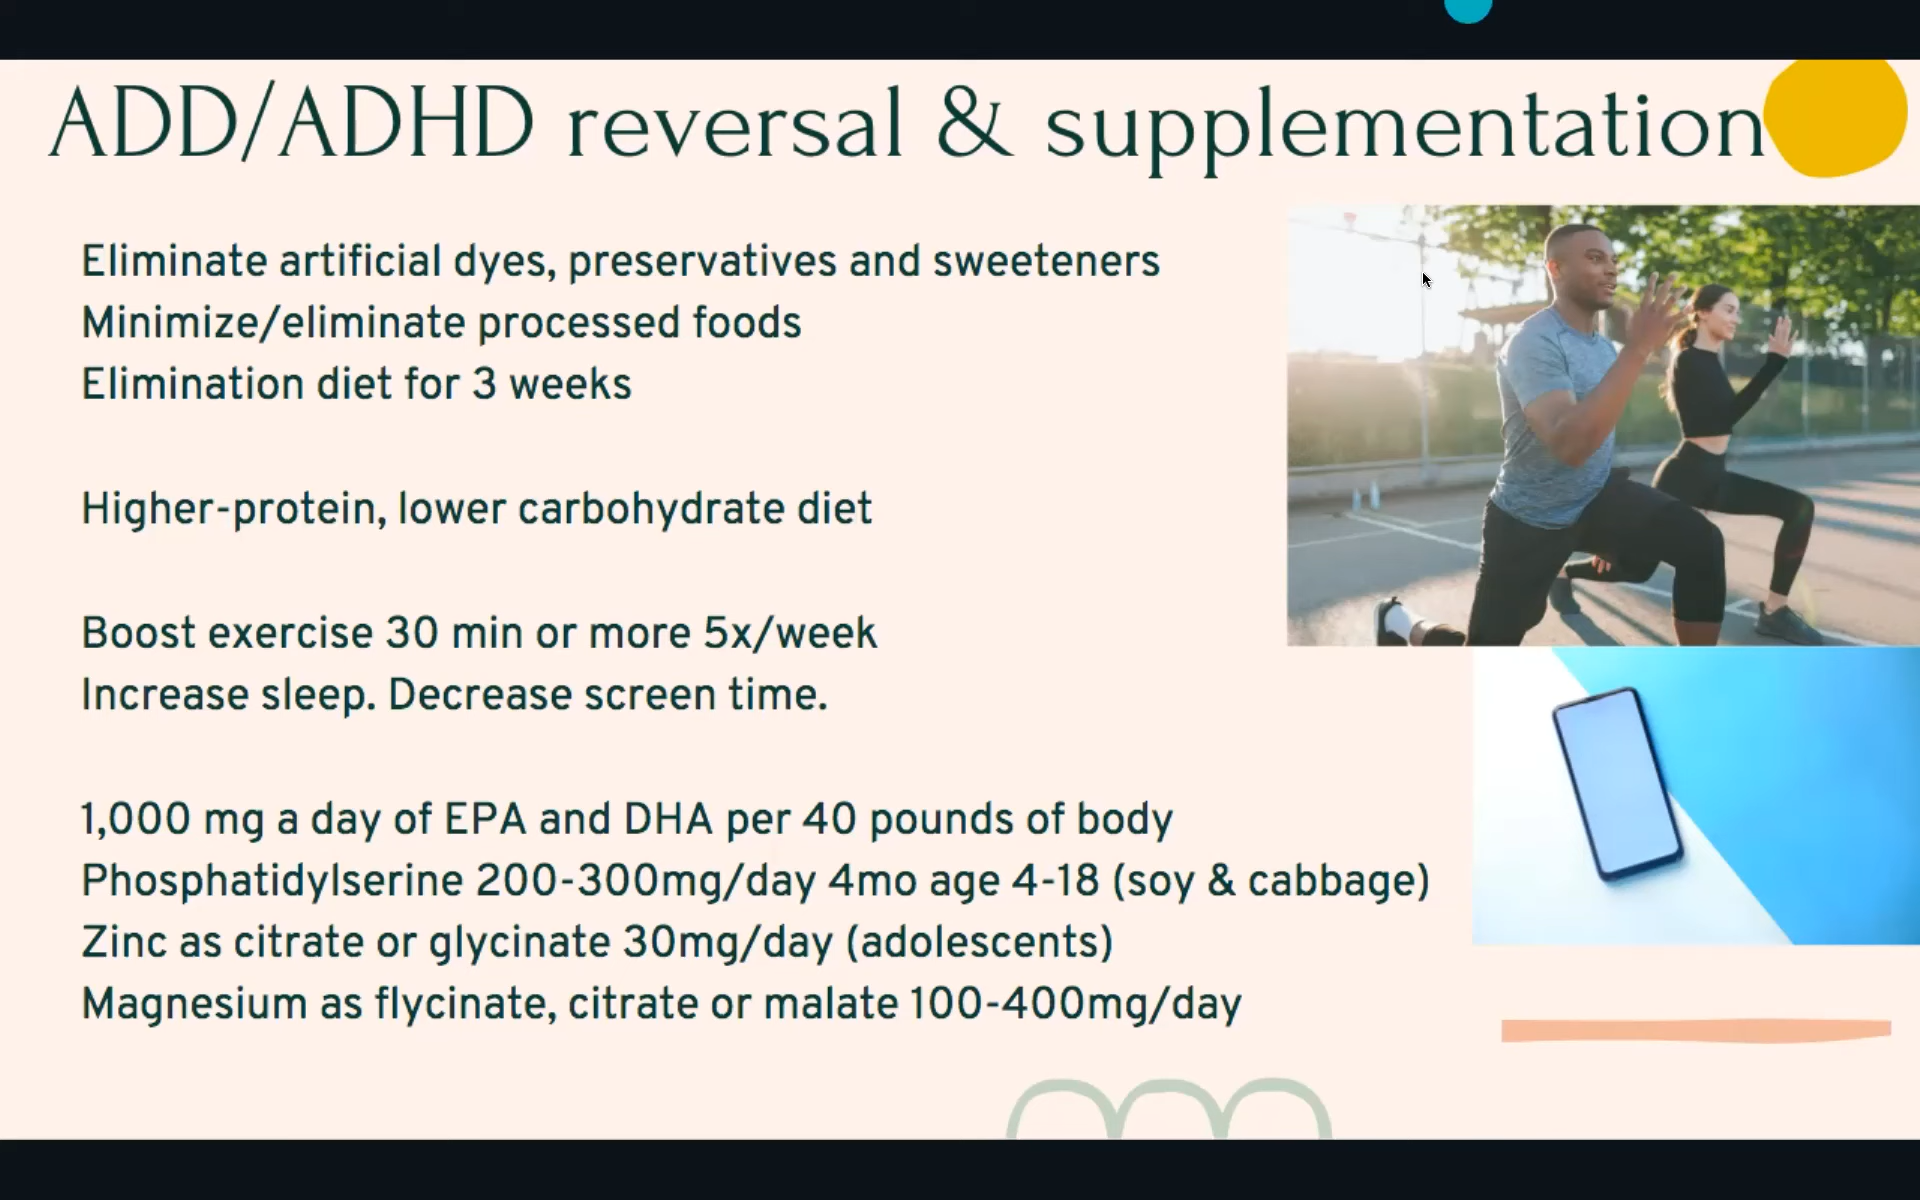 ADD/ADHD reversal & supplementation
Eliminate artificial dyes, preservatives and sweeteners
Minimize/eliminate processed foods
Elimination diet for 3 weeks
Higher-protein, lower carbohydrate diet
Boost exercise 30 min or more 5x/week
Increase sleep. Decrease screen time.
1,000 mg a day of EPA and DHA per 40 pounds of body
Phosphatidylserine 200-300mg/day 4mo age 4-18 (soy & cabbage)
Zinc as citrate or glycinate 30mg/day (adolescents)
Magnesium as flycinate, citrate or malate 100-400mg/day